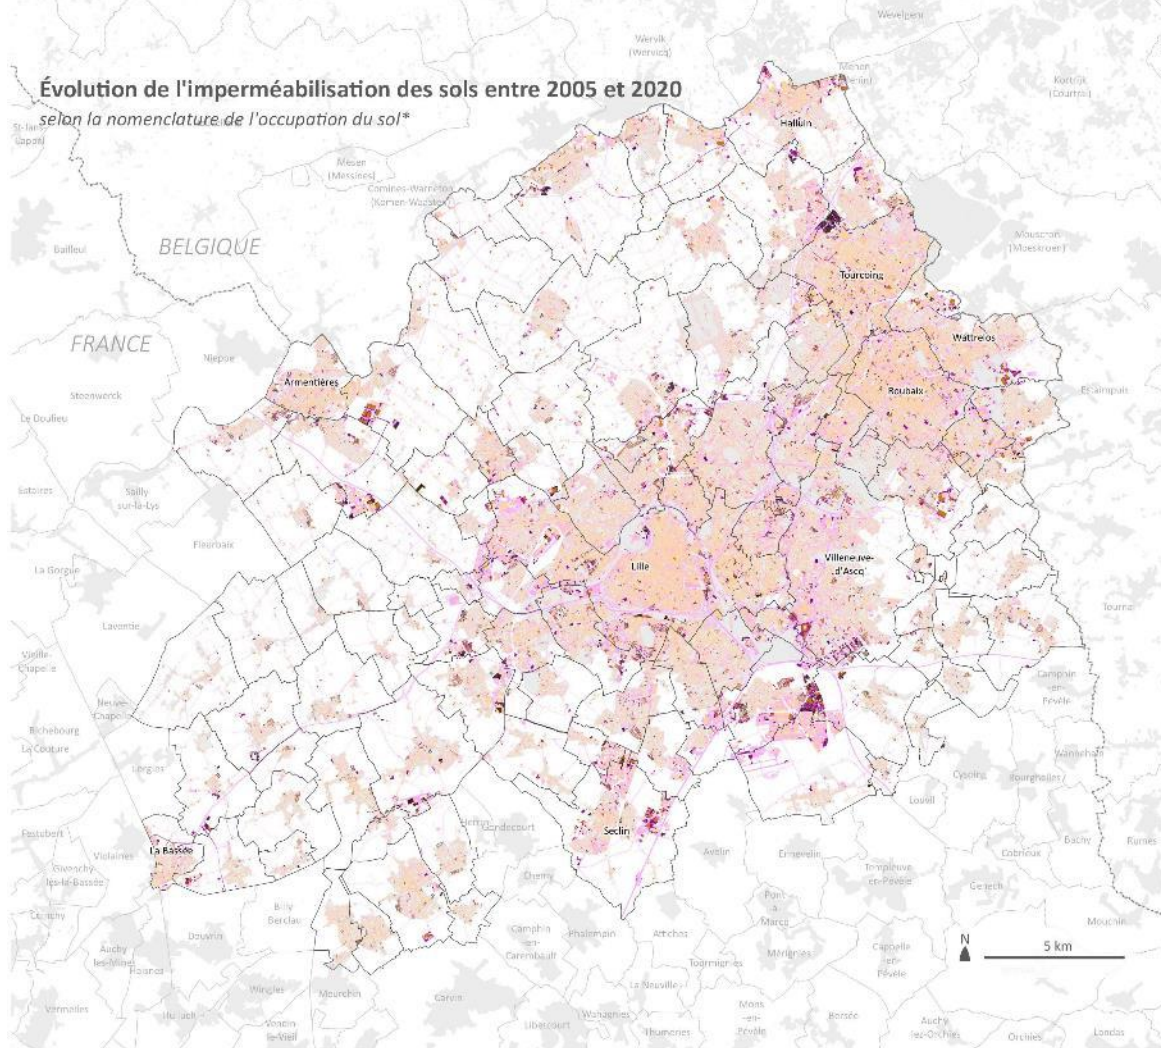 Wevelgem
Wervik
(Wervicq)
Menen
Kortrijk
(Courtrai)
Évolution de l'imperméabilisation des sols entre 2005 et 2020
selon la nomenclature de l'occupation du sol*
Halluin
Mesen
(Messines)
Comines-Warneton
Mouscron
(Moeskroen)
Bailleul
BELGIQUE
Tourcoing
FRANCE
Nieppe
Wattrelos
Armentières
Roubaix
Estaimpuis
Steenwerck
Le Doulieu
Estaires
Sailly
sur-la-Lys
Fleurbaix
Villeneuve-
d'Ascq
Lille
La Gorgue
Tournai
Laventie
Vieille-
Chapelle
Camphin
-en-
Pévèle
Neuve-
Chapelle
Richebourg
La Couture
Lorgies
Wannehain
Cysoing
Bourghelles
Louvil
Festubert
Violaines
La Bassée
Herrin
Gondecourt
Seclin
Bachy
Rumes
Cobrieux
Avelin
Ennevelin
Givenchy-
lès-la-Bassée
Templeuve-
en-Pévèle
Genech
Chemy
Cuinchy
Billy
Berclau
Pont-
à-
Marcq
Mouchin
Douvrin
Camphin
-en-
Carembault
Phalempin
Attiches
N
5 km
Auchy
-les-Mines
Haisnes
Mérignies
Cappelle
-en-
Pévèle
Tourmignies
La Neuville
Wingles
Meurchin
Carvin
Vermelles
Hulluch
Vendin-
le-Vieil
Libercourt
Wahagnies
Thumeries
Mons
-en-
Pévèle
Bersée
Auchy
-lez-Orchies
Orchies
Landas